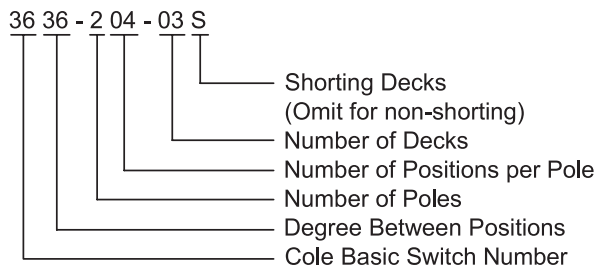 36 36 - 2 04 - 03 S
Shorting Decks
(Omit for non-shorting)
Number of Decks
Number of Positions per Pole
Number of Poles
Degree Between Positions
Cole Basic Switch Number